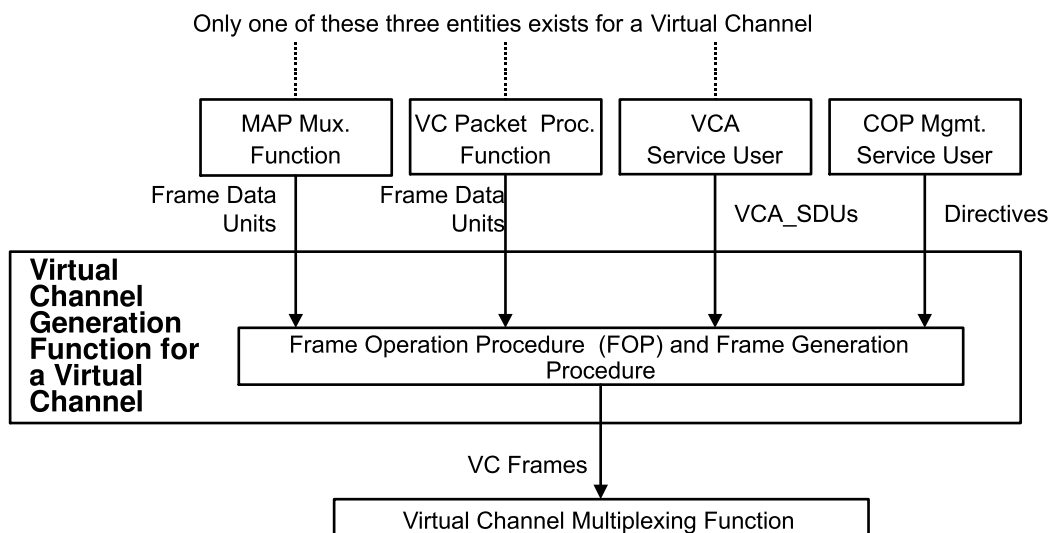 Only one of these three entities exists for a Virtual Channel
MAP Mux.
Function
VC Packet Proc.
Function
VCA
Service User
COP Mgmt.
Service User
Frame Data
Units
Frame Data
Units
VCA_SDUs
Directives
Virtual
Channel
Generation
Function for
a Virtual
Channel
Frame Operation Procedure (FOP) and Frame Generation
Procedure
VC Frames
Virtual Channel Multiplexing Function